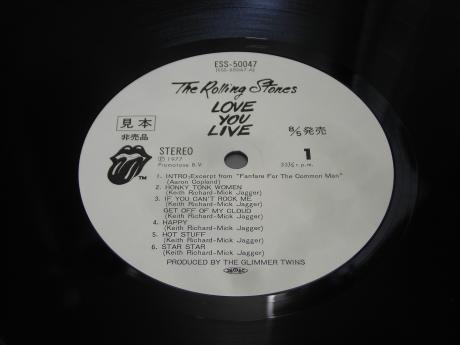 ESS-50047
(ESS-50047-A)
The Rolling Stones
LOVE
YOU
LIVE
見本
非売品
8/5発売
STEREO
1
Ⓟ 1977
Promotone B.V.
33⅓ r.p.m.
1. INTRO; Excerpt from "Fanfare For The Common Man"
(Aaron Copland)
2. HONKY TONK WOMEN
(Keith Richard-Mick Jagger)
3. IF YOU CAN'T ROCK ME
(Keith Richard-Mick Jagger)
GET OFF OF MY CLOUD
(Keith Richard-Mick Jagger)
4. HAPPY
(Keith Richard-Mick Jagger)
5. HOT STUFF
(Keith Richard-Mick Jagger)
6. STAR STAR
(Keith Richard-Mick Jagger)
PRODUCED BY THE GLIMMER TWINS